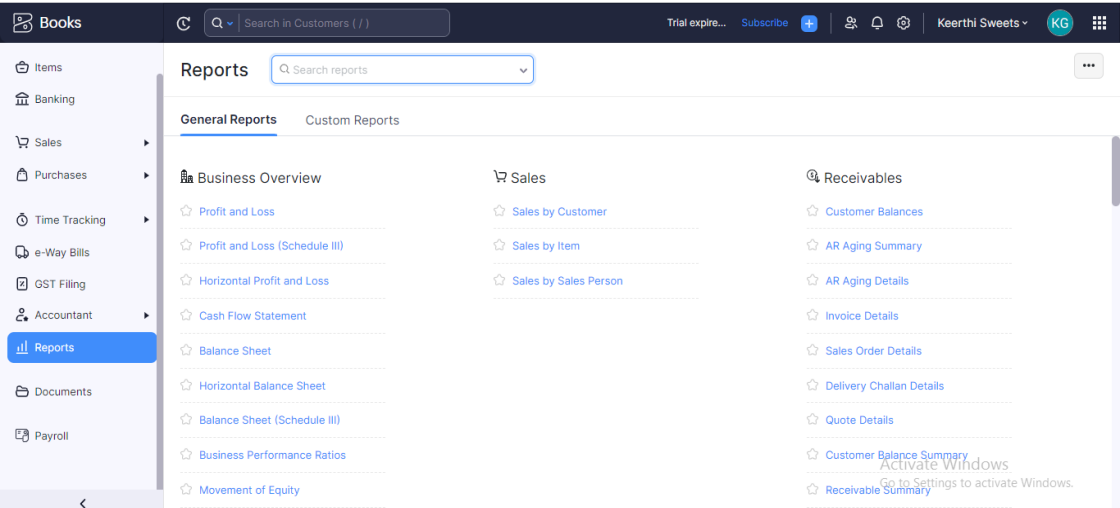 Books
Search in Customers ( / )
Trial expire... Subscribe
Keerthi Sweets
KG
Items
Banking
Sales
Purchases
Time Tracking
e-Way Bills
GST Filing
Accountant
Reports
Documents
Payroll
Reports
Search reports
General Reports
Custom Reports
Business Overview
Profit and Loss
Profit and Loss (Schedule III)
Horizontal Profit and Loss
Cash Flow Statement
Balance Sheet
Horizontal Balance Sheet
Balance Sheet (Schedule III)
Business Performance Ratios
Movement of Equity
Sales
Sales by Customer
Sales by Item
Sales by Sales Person
Receivables
Customer Balances
AR Aging Summary
AR Aging Details
Invoice Details
Sales Order Details
Delivery Challan Details
Quote Details
Customer Balance Summary
Receivable Summary
Activate Windows
Go to Settings to activate Windows.